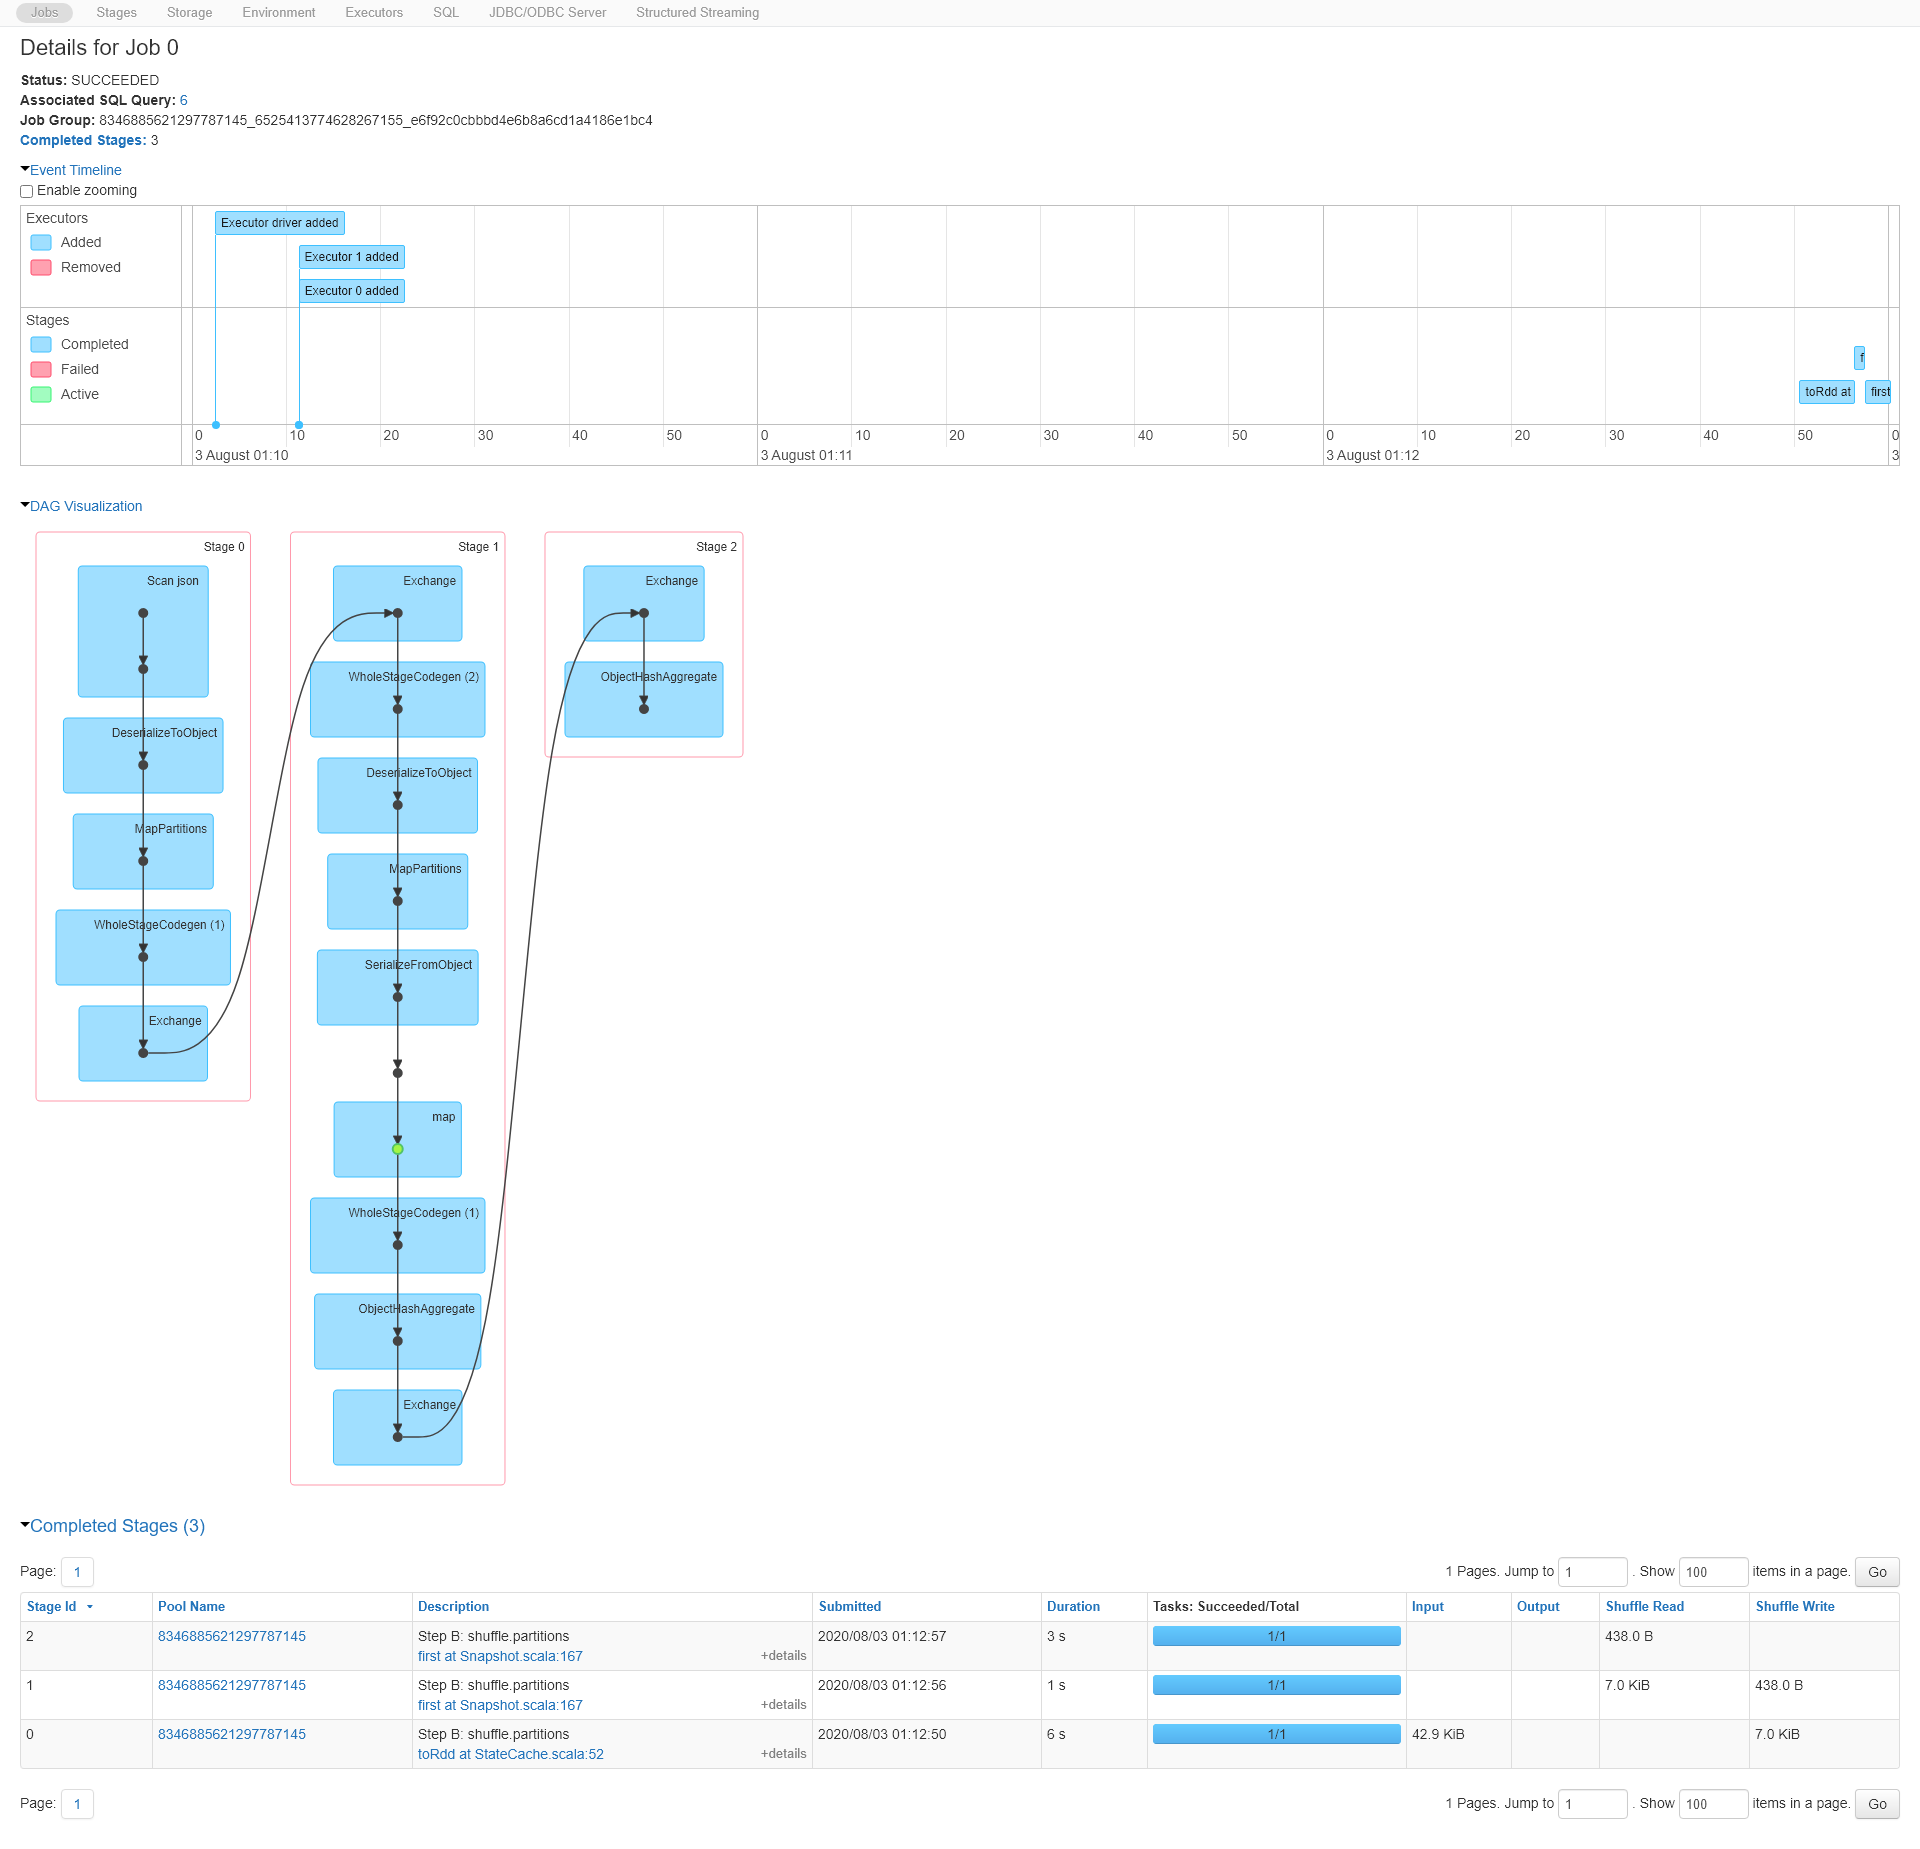 Jobs Stages Storage Environment Executors SQL JDBC/ODBC Server Structured Streaming
Details for Job 0
Status: SUCCEEDED
Associated SQL Query: 6
Job Group: 8346885621297787145_6525413774628267155_e6f92c0cbbbd4e6b8a6cd1a4186e1bc4
Completed Stages: 3
Event Timeline
Enable zooming
Executors
Added
Removed
Executor driver added
Executor 1 added
Executor 0 added
Stages
Completed
Failed
Active
f
toRdd at
first
0 10 20 30 40 50 0 10 20 30 40 50 0 10 20 30 40 50 0
3 August 01:10 3 August 01:11 3 August 01:12 3
DAG Visualization
Stage 0
Scan json
DeserializeToObject
MapPartitions
WholeStageCodegen (1)
Exchange
Stage 1
Exchange
WholeStageCodegen (2)
DeserializeToObject
MapPartitions
SerializeFromObject
map
WholeStageCodegen (1)
ObjectHashAggregate
Exchange
Stage 2
Exchange
ObjectHashAggregate
Completed Stages (3)
Page: 1 1 Pages. Jump to 1 . Show 100 items in a page. Go
Stage Id Pool Name Description Submitted Duration Tasks: Succeeded/Total Input Output Shuffle Read Shuffle Write
2 8346885621297787145 Step B: shuffle.partitions 2020/08/03 01:12:57 3 s 1/1 438.0 B
first at Snapshot.scala:167 +details
1 8346885621297787145 Step B: shuffle.partitions 2020/08/03 01:12:56 1 s 1/1 7.0 KiB 438.0 B
first at Snapshot.scala:167 +details
0 8346885621297787145 Step B: shuffle.partitions 2020/08/03 01:12:50 6 s 1/1 42.9 KiB 7.0 KiB
toRdd at StateCache.scala:52 +details
Page: 1 1 Pages. Jump to 1 . Show 100 items in a page. Go